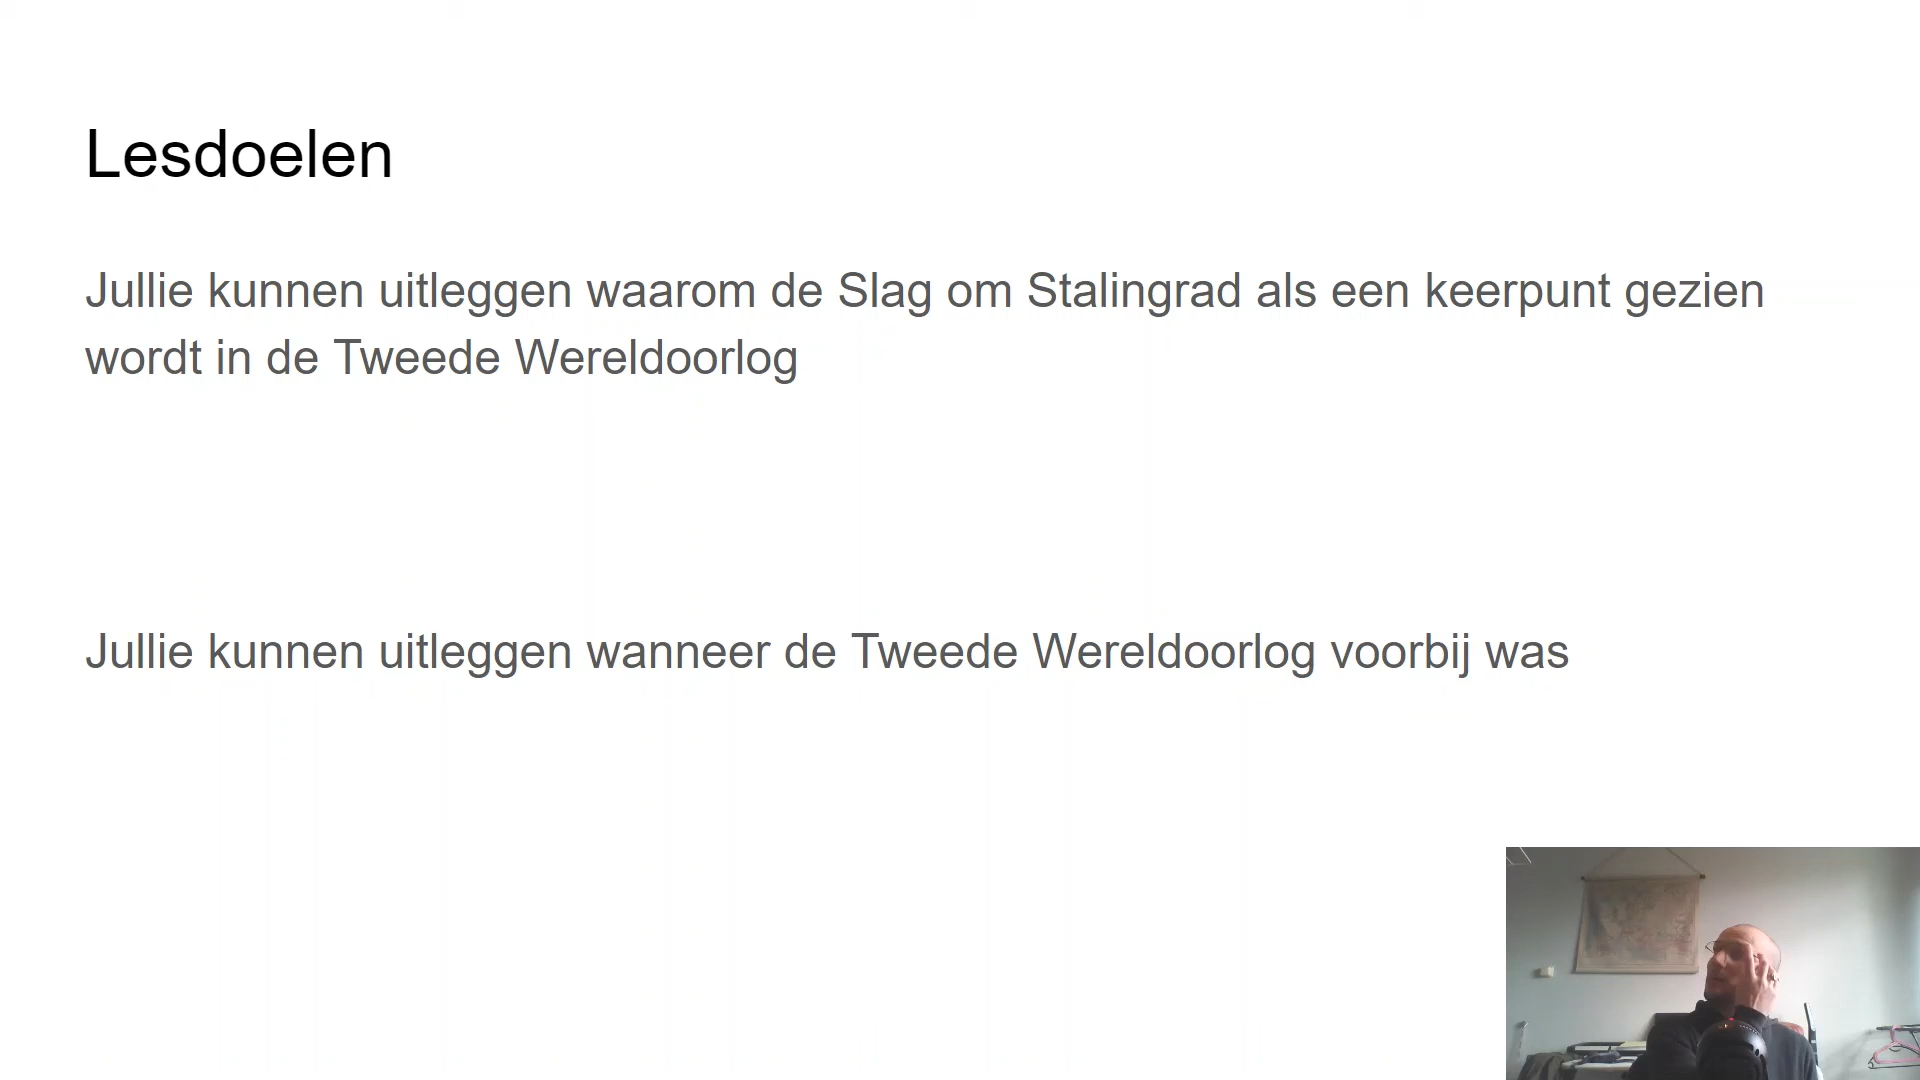 Lesdoelen
Jullie kunnen uitleggen waarom de Slag om Stalingrad als een keerpunt gezien
wordt in de Tweede Wereldoorlog
Jullie kunnen uitleggen wanneer de Tweede Wereldoorlog voorbij was